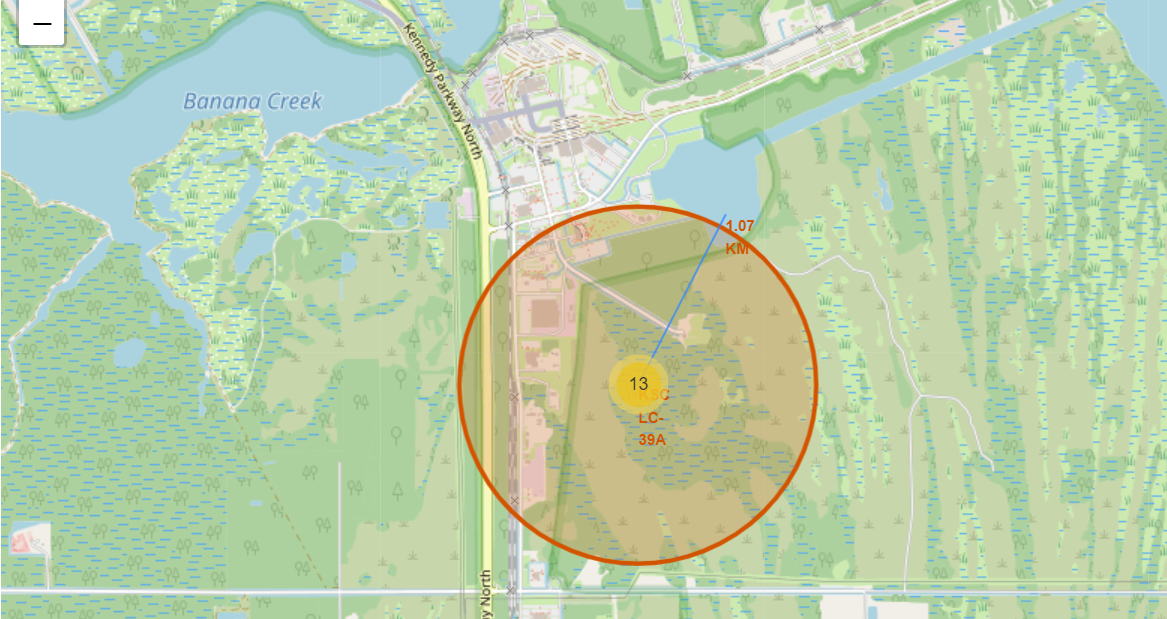 −
Kennedy Parkway North
Banana Creek
1.07
KM
13
KSC
LC-
39A
y North